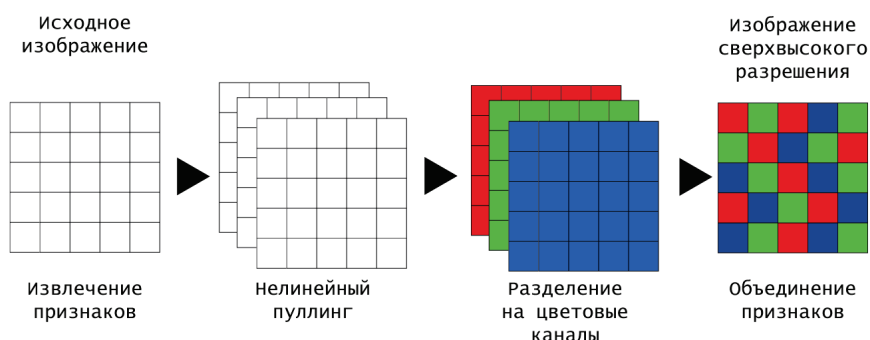 Исходное
изображение
Изображение
сверхвысокого
разрешения
Извлечение
признаков
Нелинейный
пуллинг
Разделение
на цветовые
каналы
Объединение
признаков